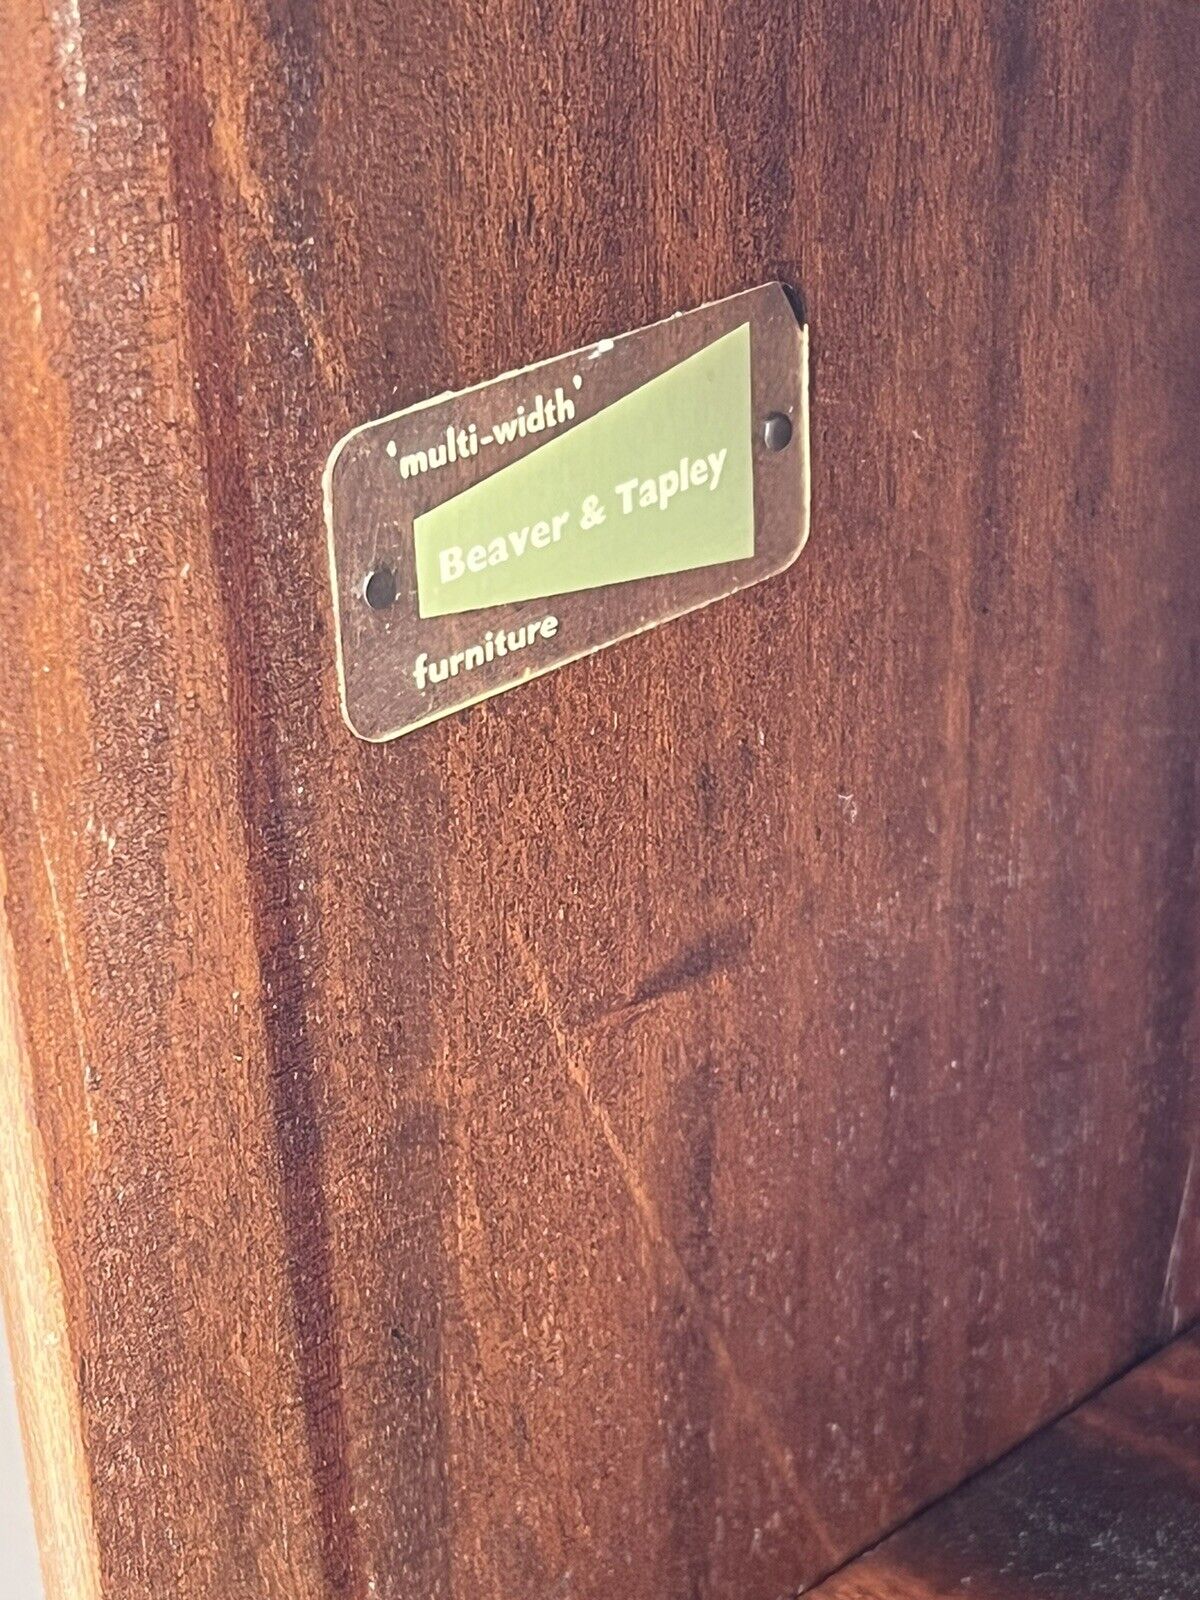 'multi-width'
Beaver & Tapley
furniture